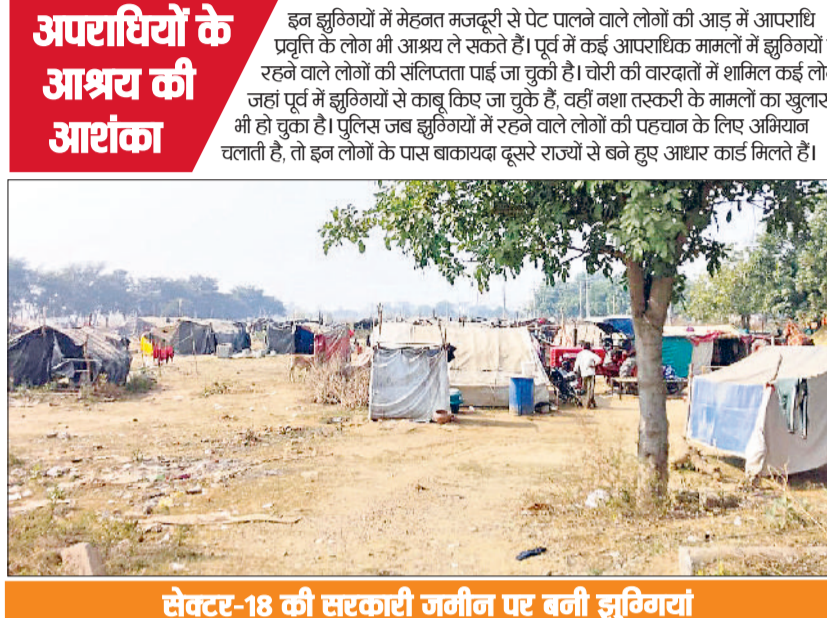 अपराधियों के
आश्रय की
आशंका
इन झुग्गियों में मेहनत मजदूरी से पेट पालने वाले लोगों की आड़ में आपराधि
प्रवृत्ति के लोग भी आश्रय ले सकते हैं। पूर्व में कई आपराधिक मामलों में झुग्गियों
रहने वाले लोगों की संलिप्तता पाई जा चुकी है। चोरी की वारदातों में शामिल कई लो
जहां पूर्व में झुग्गियों से काबू किए जा चुके हैं, वहीं नशा तस्करी के मामलों का खुलास
भी हो चुका है। पुलिस जब झुग्गियों में रहने वाले लोगों की पहचान के लिए अभियान
चलाती है, तो इन लोगों के पास बाकायदा दूसरे राज्यों से बने हुए आधार कार्ड मिलते हैं।
सेक्टर-18 की सरकारी जमीन पर बनी झुग्गियां